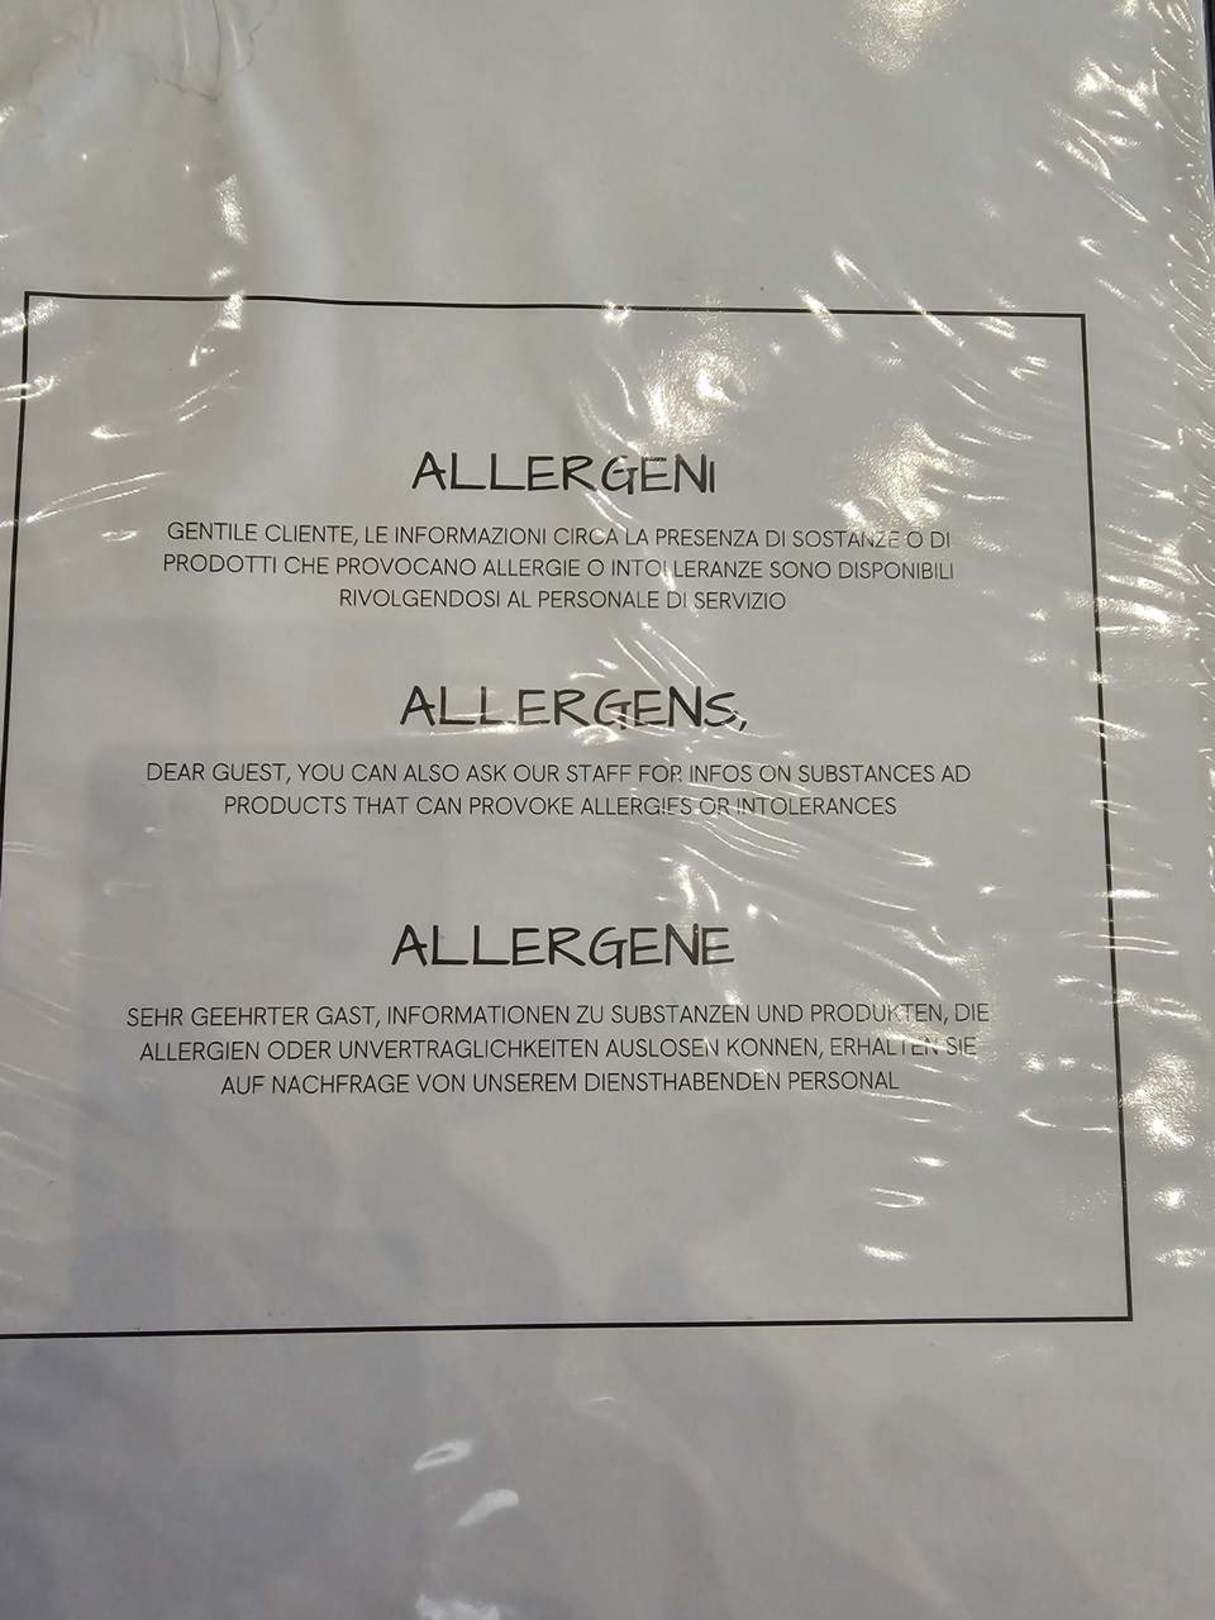 ALLERGENI
GENTILE CLIENTE, LE INFORMAZIONI CIRCA LA PRESENZA DI SOSTANZE O DI
PRODOTTI CHE PROVOCANO ALLERGIE O INTOLLERANZE SONO DISPONIBILI
RIVOLGENDOSI AL PERSONALE DI SERVIZIO
ALLERGENS,
DEAR GUEST, YOU CAN ALSO ASK OUR STAFF FOR INFOS ON SUBSTANCES AD
PRODUCTS THAT CAN PROVOKE ALLERGIES OR INTOLERANCES
ALLERGENE
SEHR GEEHRTER GAST, INFORMATIONEN ZU SUBSTANZEN UND PRODUKTEN, DIE
ALLERGIEN ODER UNVERTRAGLICHKEITEN AUSLOSEN KONNEN, ERHALTEN SIE
AUF NACHFRAGE VON UNSEREM DIENSTHABENDEN PERSONAL